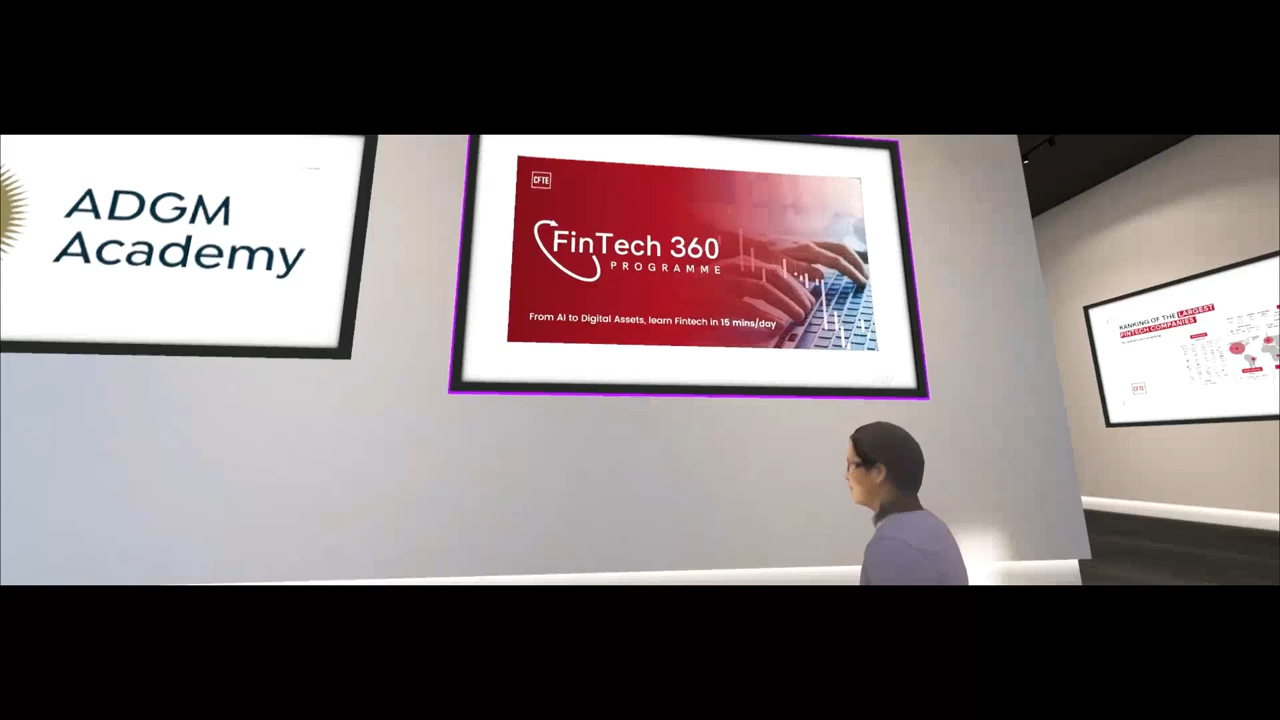 ADGM
Academy
CFTE
FinTech 360
PROGRAMME
From AI to Digital Assets, learn Fintech in 15 mins/day
RANKING OF THE LARGEST
FINTECH COMPANIES
CFTE